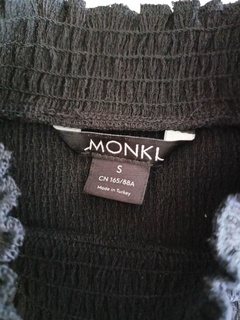 MONKI
S
CN 165/88A
Made in Turkey